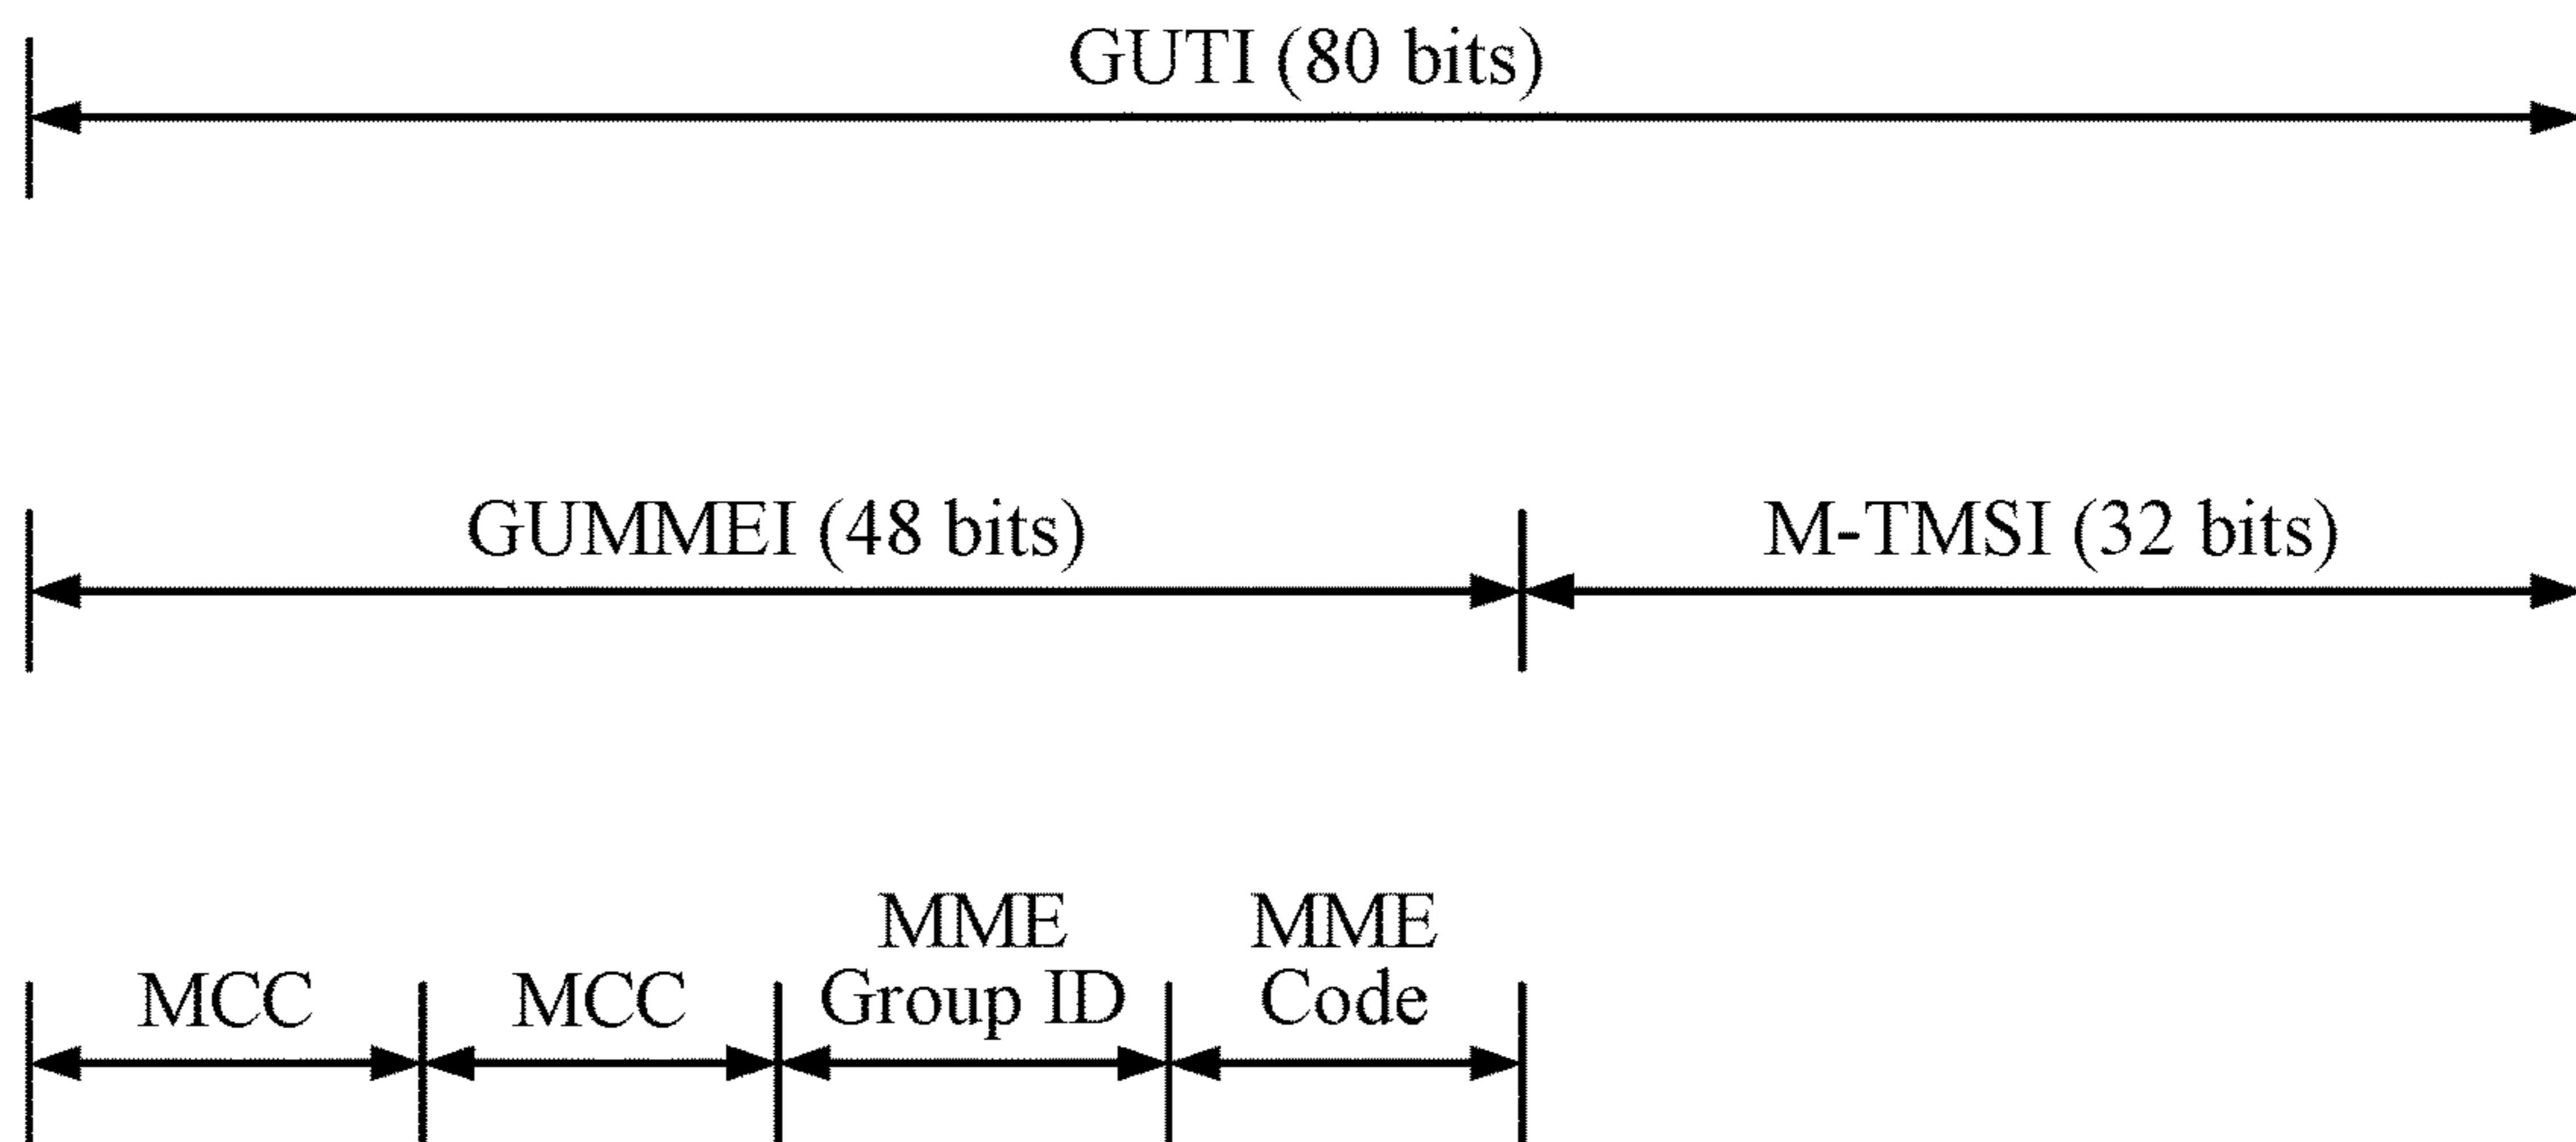 GUTI (80 bits)
GUMMEI (48 bits) M-TMSI (32 bits)
MCC MCC MME Group ID MME Code